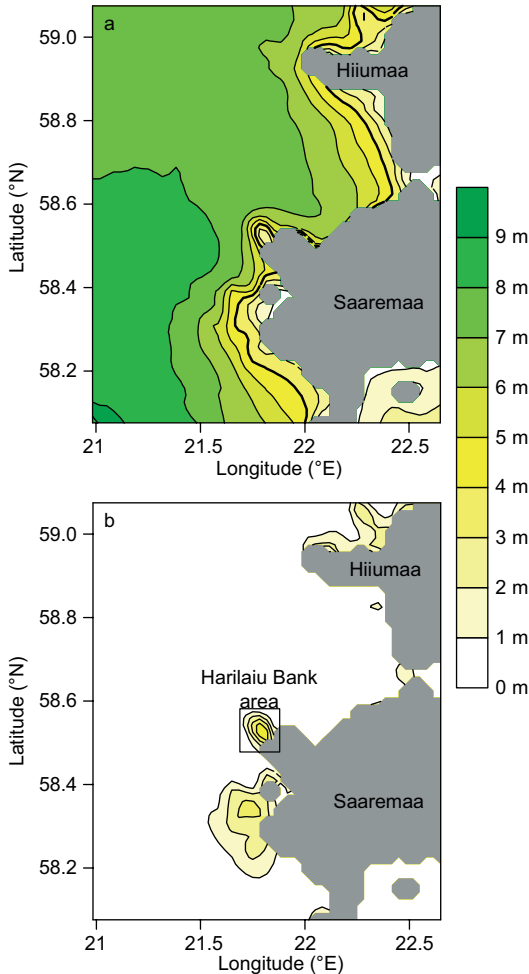 a
59.0
58.8
58.6
58.4
58.2
Latitude (°N)
Hiiumaa
Saaremaa
21
21.5
22
22.5
Longitude (°E)
9 m
8 m
7 m
6 m
5 m
4 m
3 m
2 m
1 m
0 m
b
59.0
58.8
58.6
58.4
58.2
Latitude (°N)
Hiiumaa
Harilaiu Bank
area
Saaremaa
21
21.5
22
22.5
Longitude (°E)